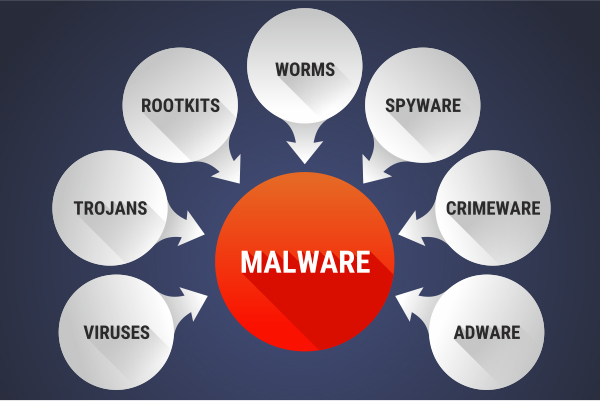 WORMS
ROOTKITS
SPYWARE
TROJANS
CRIMEWARE
MALWARE
VIRUSES
ADWARE